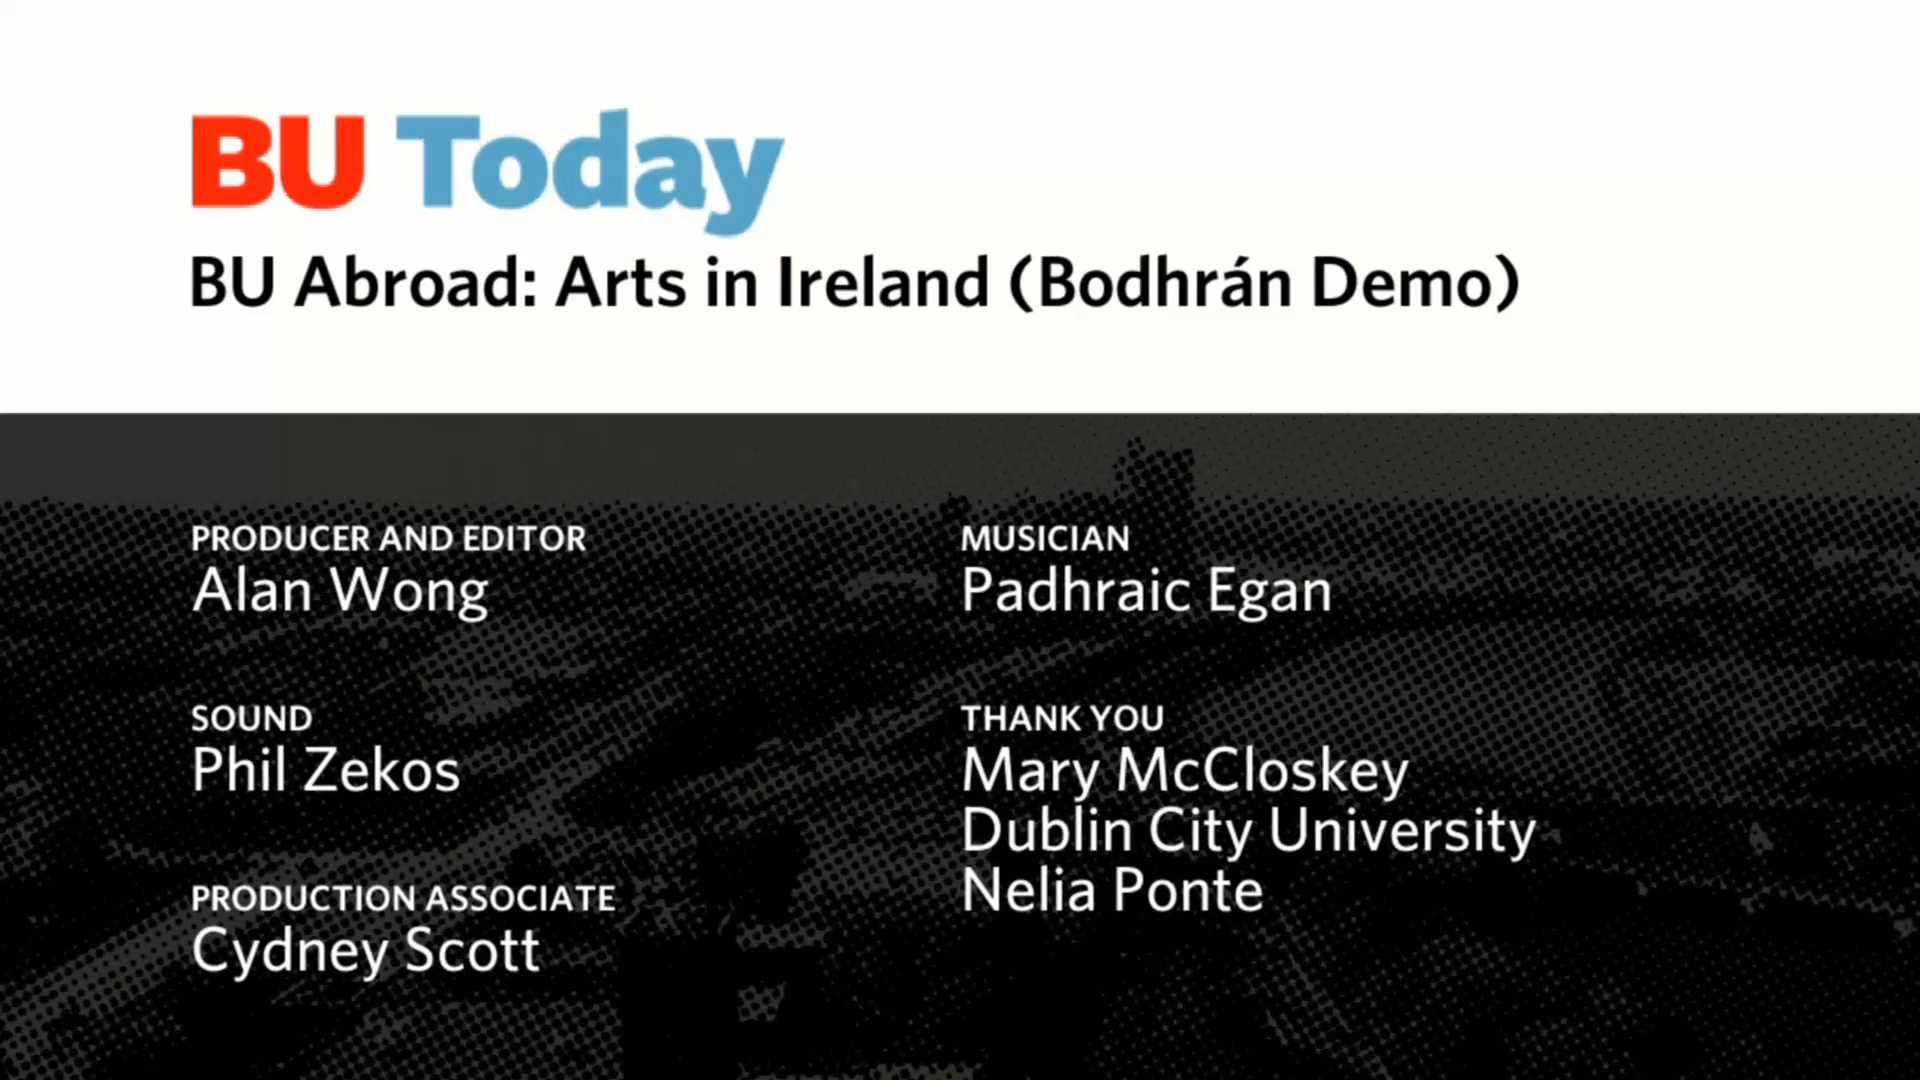 BU Today
BU Abroad: Arts in Ireland (Bodhrán Demo)
PRODUCER AND EDITOR
Alan Wong
SOUND
Phil Zekos
PRODUCTION ASSOCIATE
Cydney Scott
MUSICIAN
Padhraic Egan
THANK YOU
Mary McCloskey
Dublin City University
Nelia Ponte